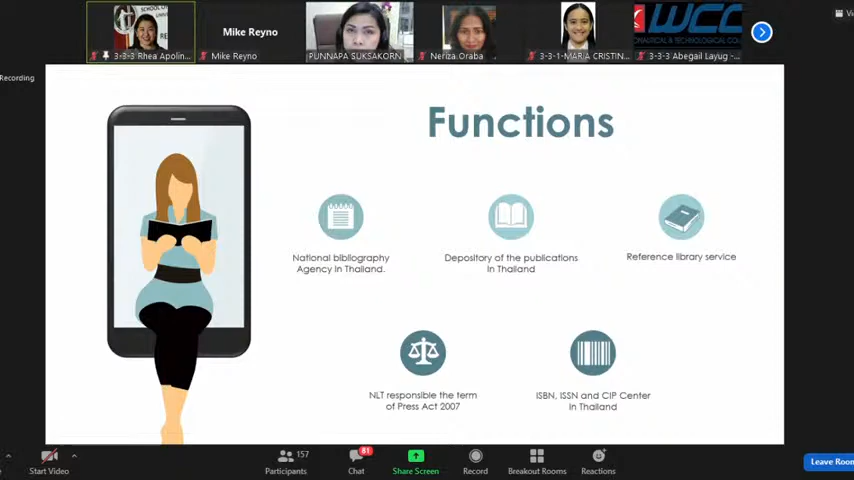 Vi
Mike Reyno
WCC
3-3-3 Rhea Apolin...
Mike Reyno
PUNNAPA SUKSAKORN
Neriza Oraba
3-3-1-MARIA CRISTIN...
3-3-3 Abegail Layug -...
Recording
Functions
National bibliography
Agency in Thailand.
Depository of the publications
in Thailand
Reference library service
NLT responsible the term
of Press Act 2007
ISBN, ISSN and CIP Center
in Thailand
157
81
Start Video
Participants
Chat
Share Screen
Record
Breakout Rooms
Reactions
Leave Room